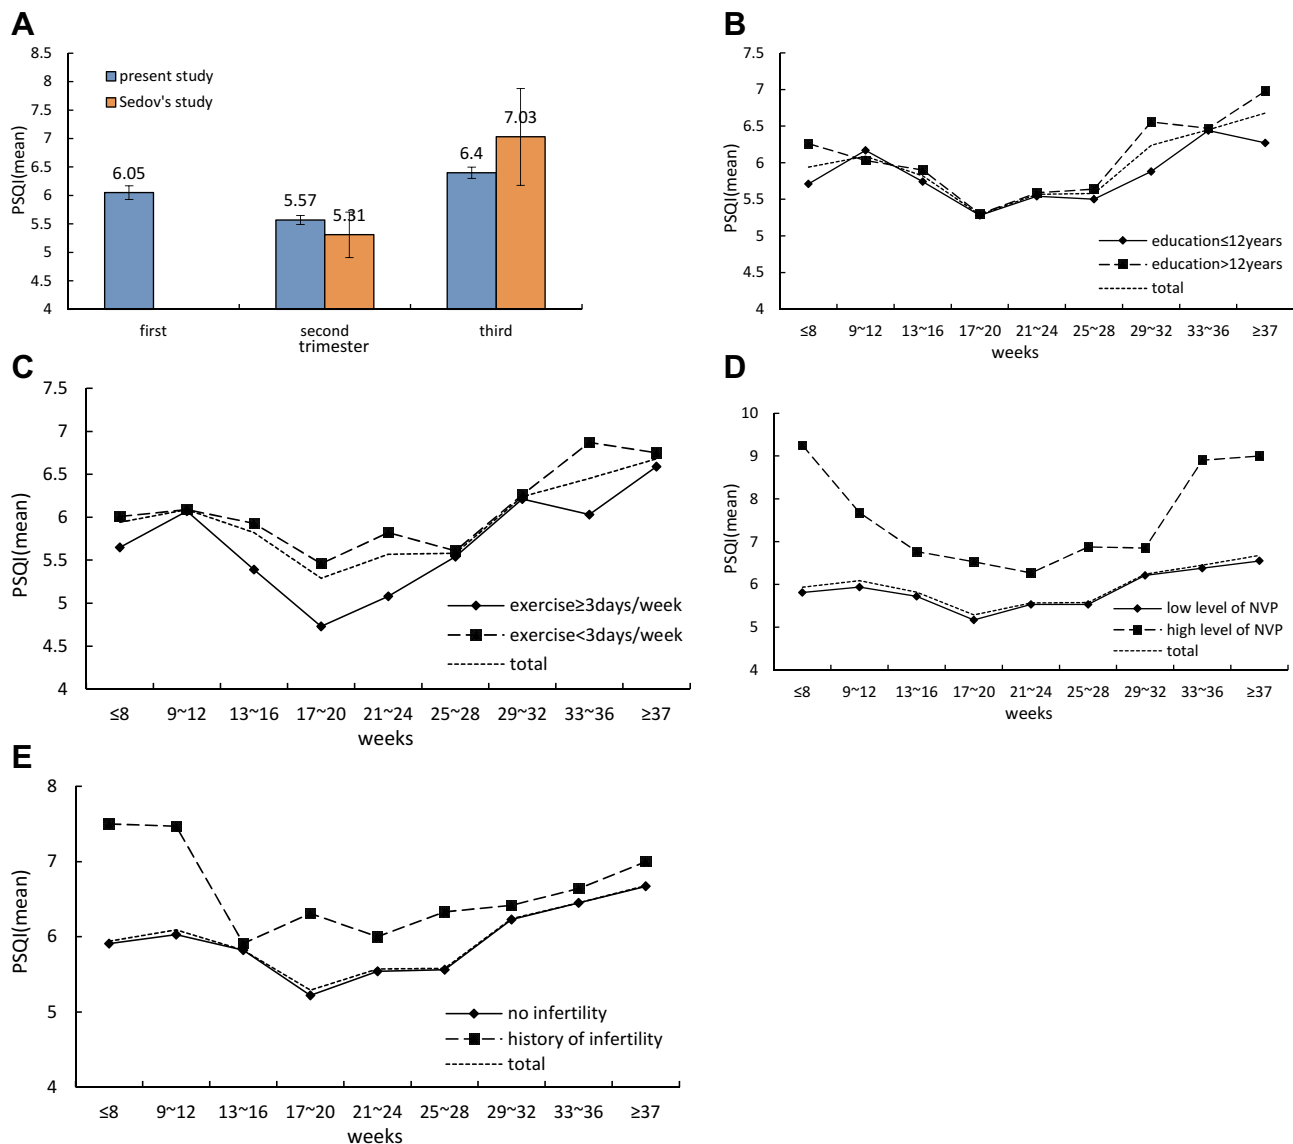 A
8.5
8
7.5
7
6.5
6
5.5
5
4.5
4
PSQI(mean)
present study
Sedov's study
6.05
5.57
5.31
6.4
7.03
first
second
third
trimester
B
7.5
7
6.5
6
5.5
5
4.5
4
PSQI(mean)
education≤12years
education>12years
total
≤8 9~12 13~16 17~20 21~24 25~28 29~32 33~36 ≥37
weeks
C
7.5
7
6.5
6
5.5
5
4.5
4
PSQI(mean)
exercise≥3days/week
exercise<3days/week
total
≤8 9~12 13~16 17~20 21~24 25~28 29~32 33~36 ≥37
weeks
D
10
9
8
7
6
5
4
PSQI(mean)
low level of NVP
high level of NVP
total
≤8 9~12 13~16 17~20 21~24 25~28 29~32 33~36 ≥37
weeks
E
8
7
6
5
4
PSQI(mean)
no infertility
history of infertility
total
≤8 9~12 13~16 17~20 21~24 25~28 29~32 33~36 ≥37
weeks